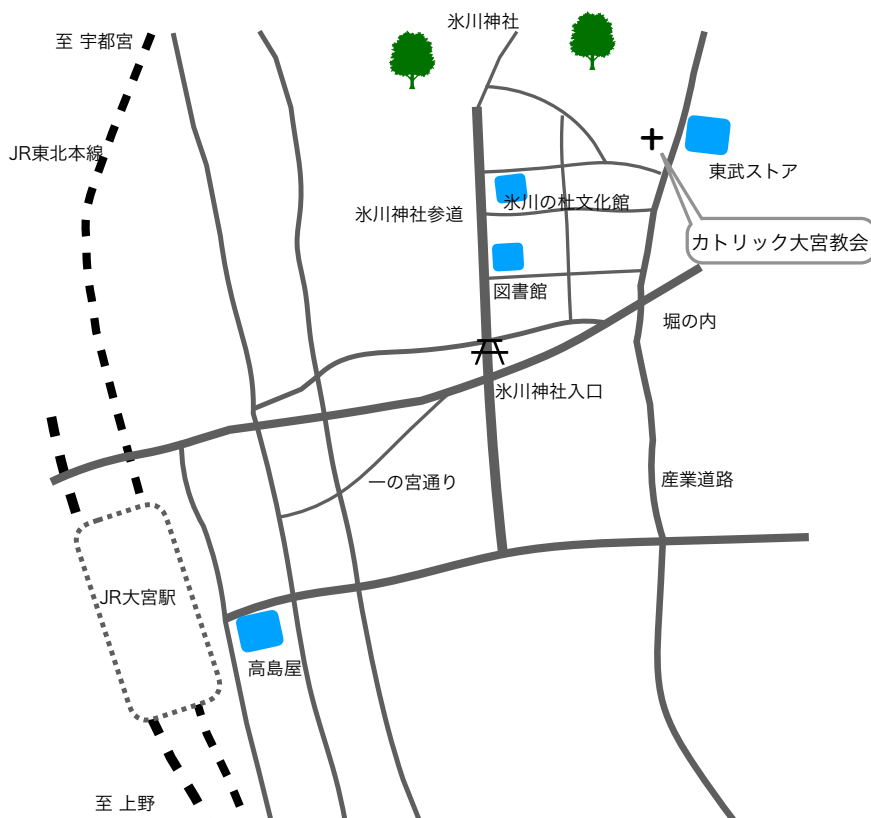 氷川神社
至 宇都宮
JR東北本線
東武ストア
氷川の杜文化館
氷川神社参道
カトリック大宮教会
図書館
堀の内
氷川神社入口
一の宮通り
産業道路
JR大宮駅
高島屋
至 上野